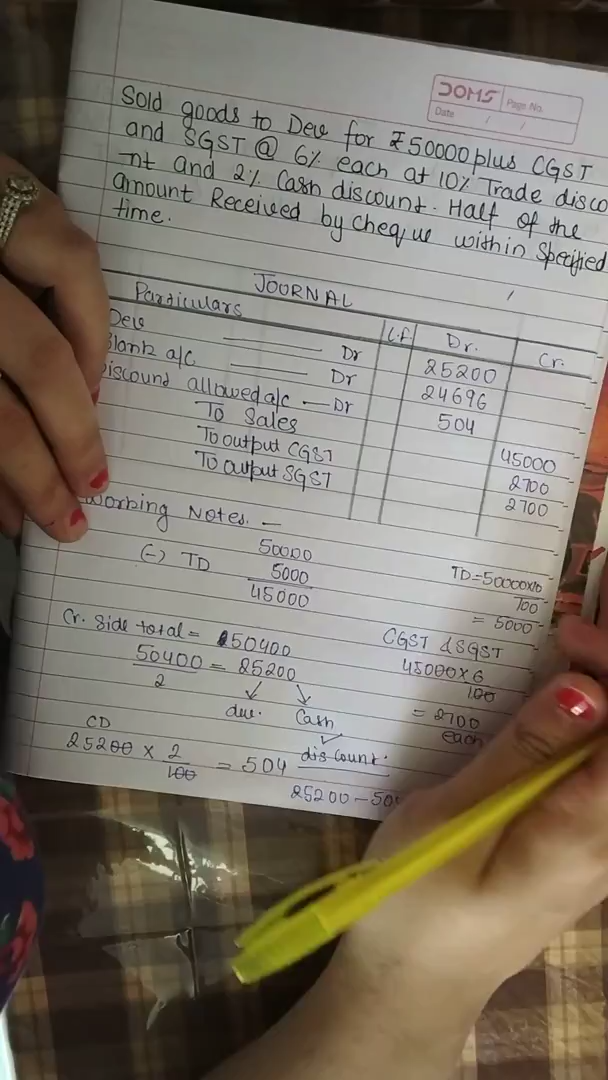 DOMS Page No.
Date / /
Sold goods to Dev for ₹50000 plus CGST
and SGST @ 6% each at 10% Trade disco
nt and 2% Cash discount. Half of the
amount Received by cheque within specified
time.
JOURNAL
Particulars L.f. Dr. Cr.
Dev Dr 25200
Bank a/c Dr 24696
iscount allowed a/c — Dr 504
To Sales 45000
To output CGST 2700
To output SGST 2700
Working Notes. —
50000
(-) TD 5000
45000
TD = 50000×10
100
= 5000
Cr. Side total = 50400
50400 = 25200
2
due. Cash
discount.
CGST & SGST
45000 × 6
100
= 2700
each
CD
25200 × 2 = 504
100
25200 - 50